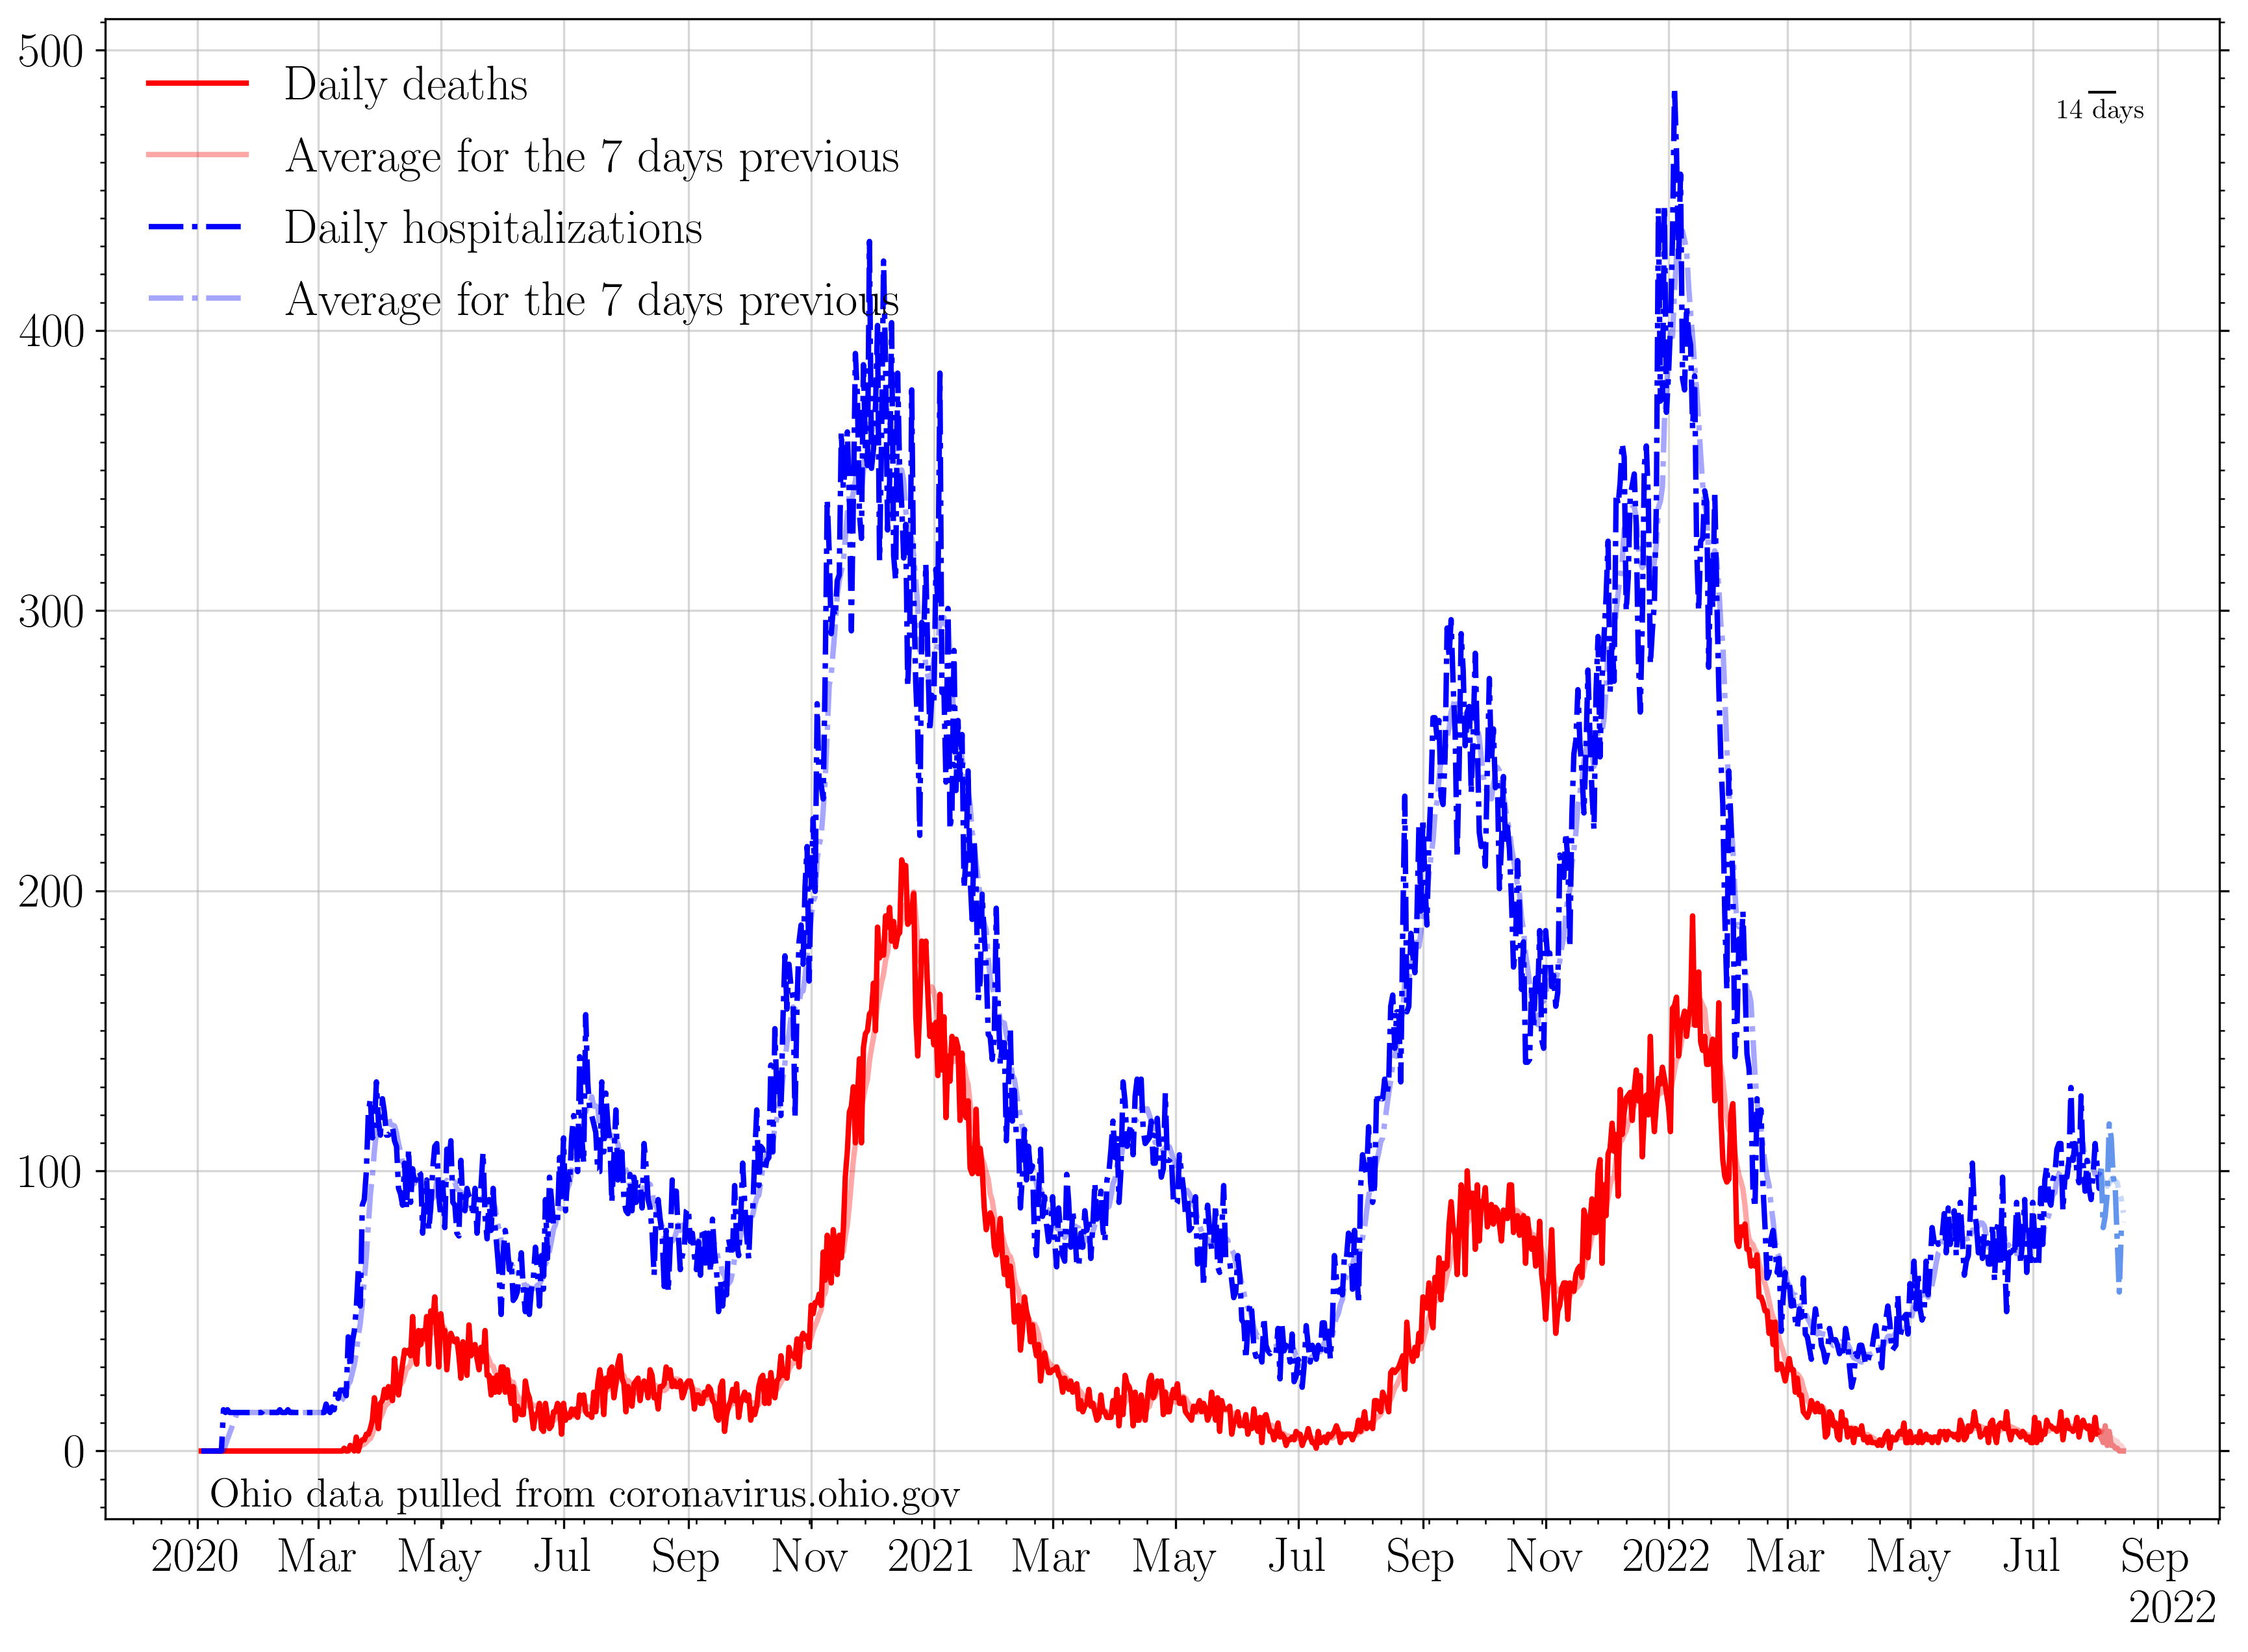 500
400
300
200
100
0
Daily deaths
Average for the 7 days previous
Daily hospitalizations
Average for the 7 days previous
14 days
Ohio data pulled from coronavirus.ohio.gov
2020 Mar May Jul Sep Nov 2021 Mar May Jul Sep Nov 2022 Mar May Jul Sep
2022